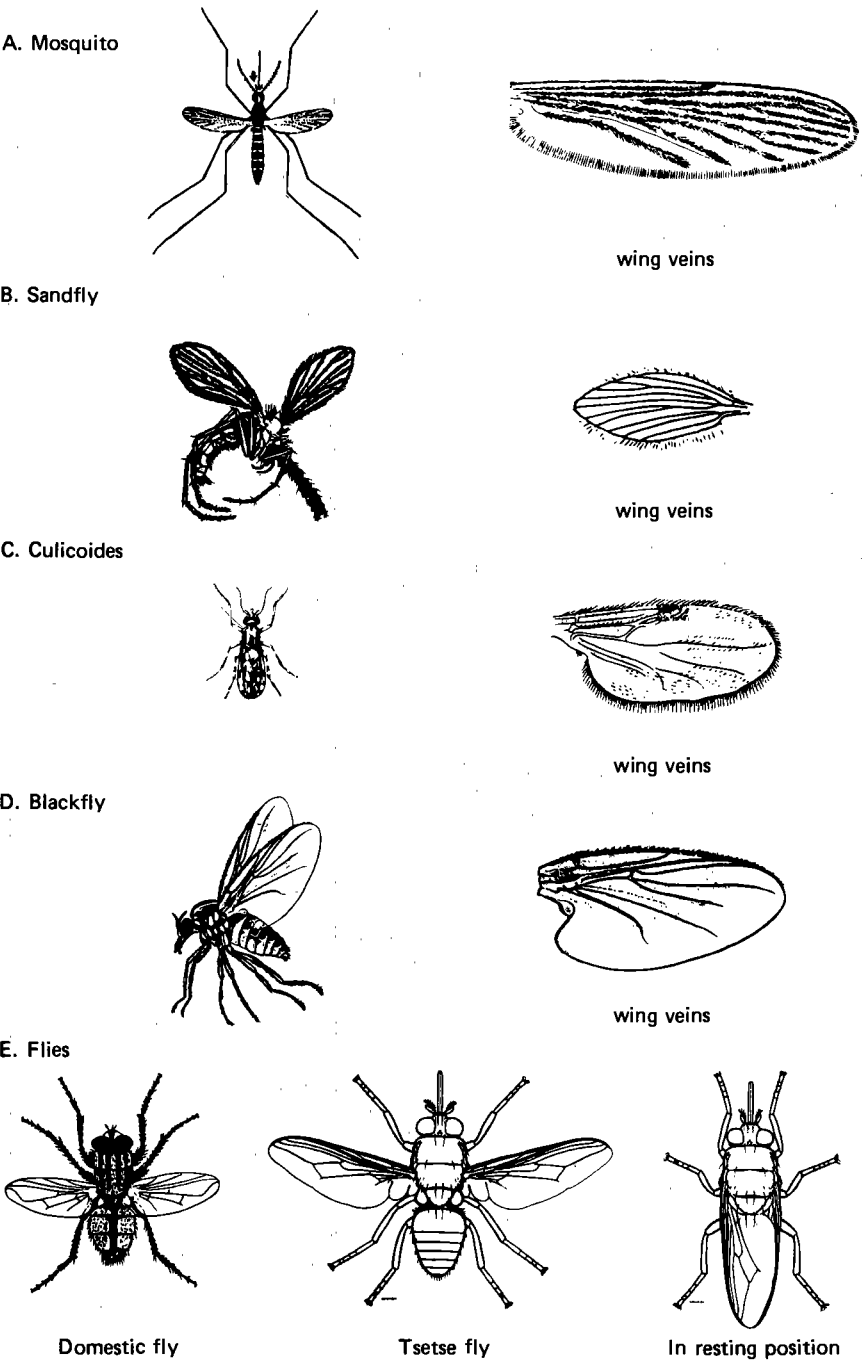 A. Mosquito
wing veins
B. Sandfly
wing veins
C. Culicoides
wing veins
D. Blackfly
wing veins
E. Flies
Domestic fly
Tsetse fly
In resting position